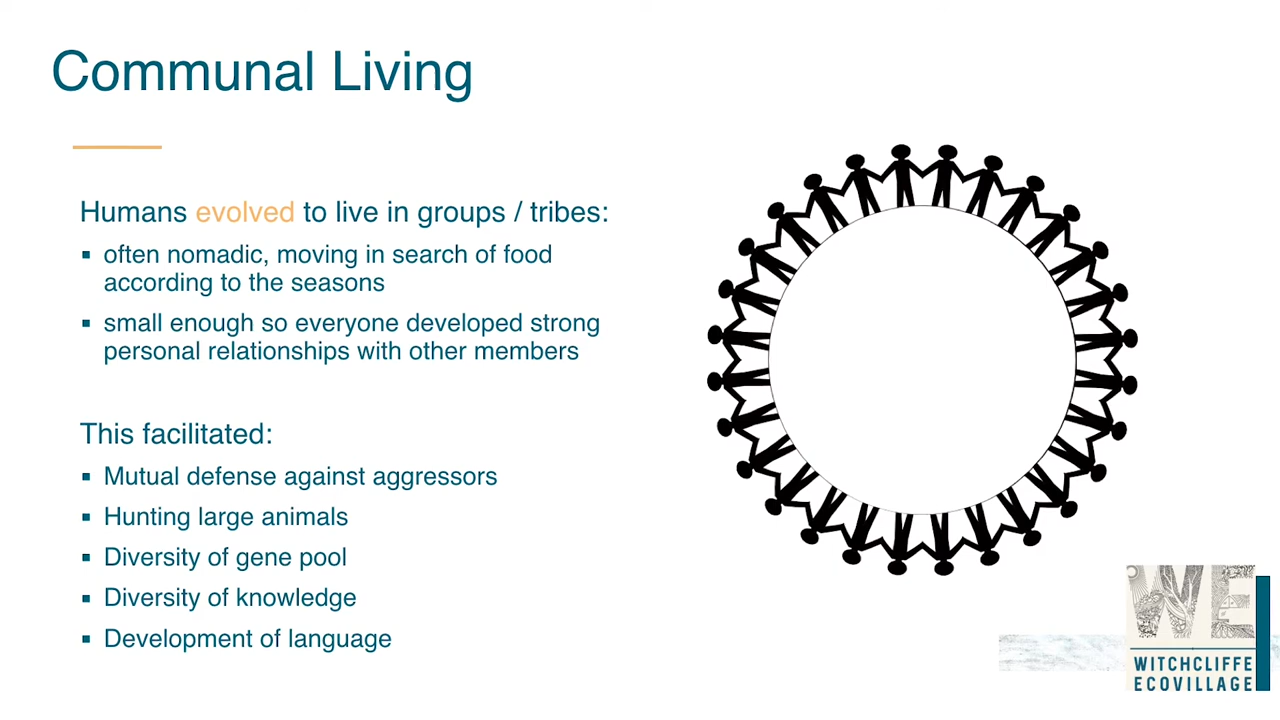 Communal Living
Humans evolved to live in groups / tribes:
▪ often nomadic, moving in search of food
according to the seasons
▪ small enough so everyone developed strong
personal relationships with other members
This facilitated:
▪ Mutual defense against aggressors
▪ Hunting large animals
▪ Diversity of gene pool
▪ Diversity of knowledge
▪ Development of language
WE
WITCHCLIFFE
ECOVILLAGE